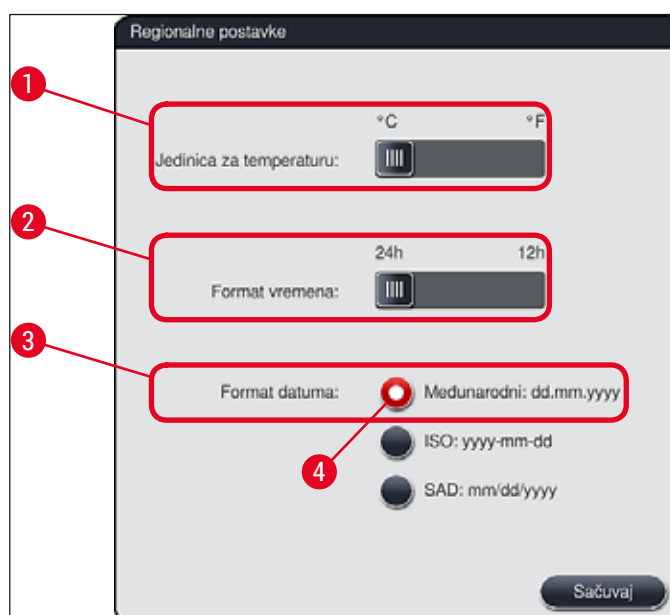 Regionalne postavke
1
°C °F
Jedinica za temperaturu:
2
24h 12h
Format vremena:
3
Format datuma: Međunarodni: dd.mm.yyyy
4
ISO: yyyy-mm-dd
SAD: mm/dd/yyyy
Sačuvaj